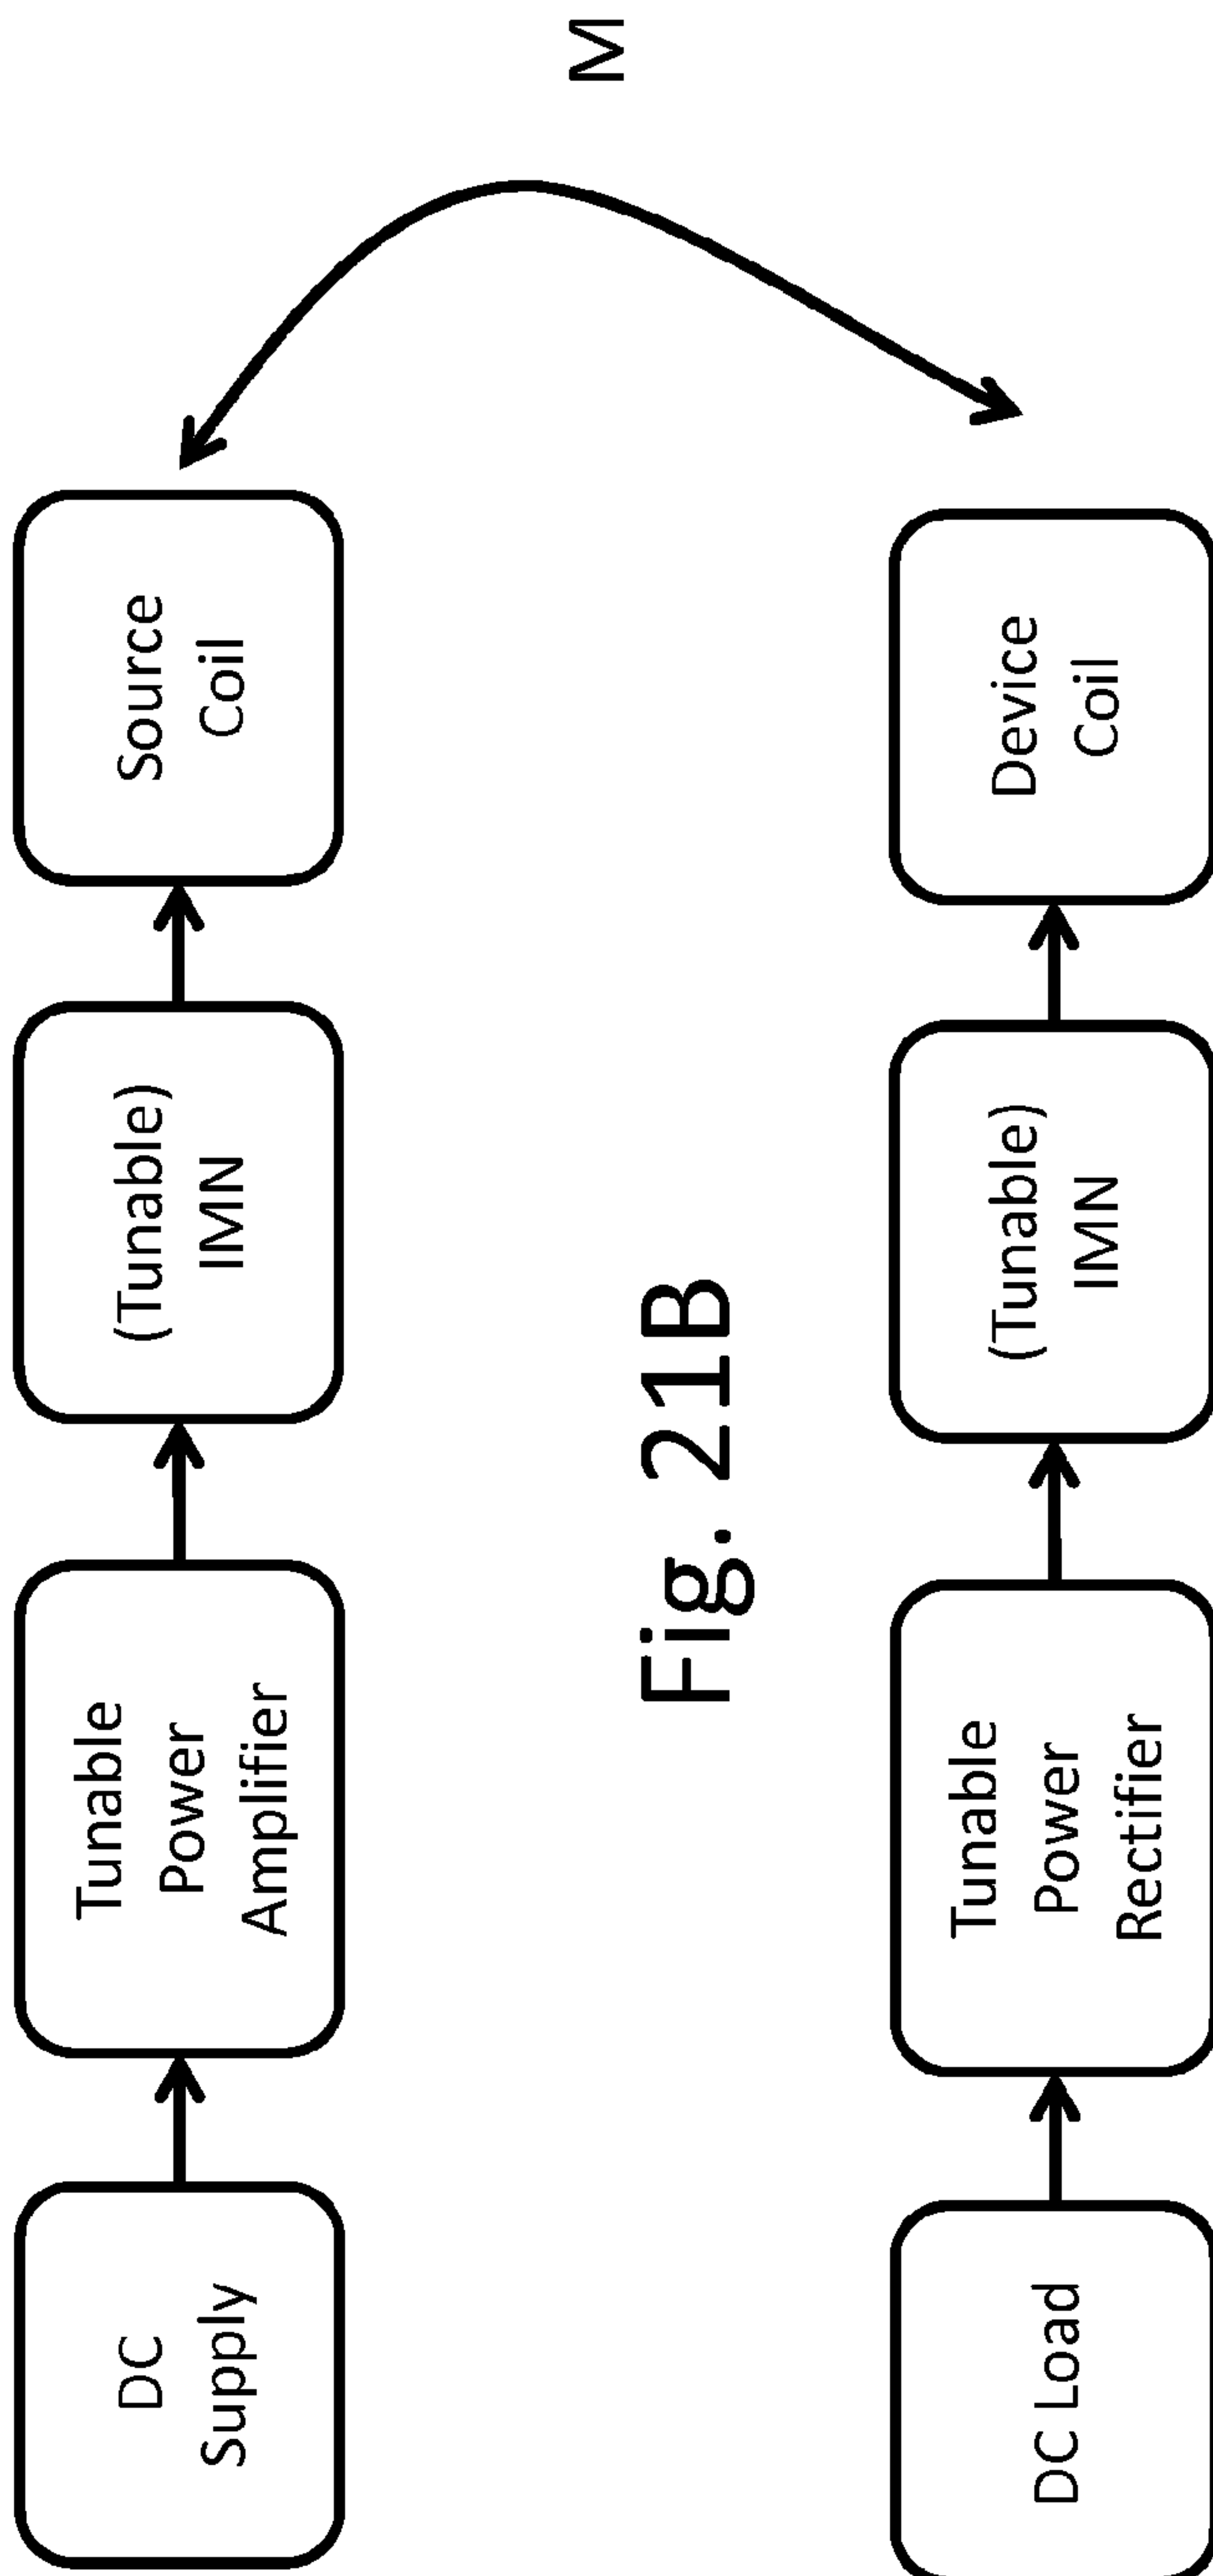 DC
Supply
Tunable
Power
Amplifier
(Tunable)
IMN
Source
Coil
M
Fig. 21B
DC Load
Tunable
Power
Rectifier
(Tunable)
IMN
Device
Coil